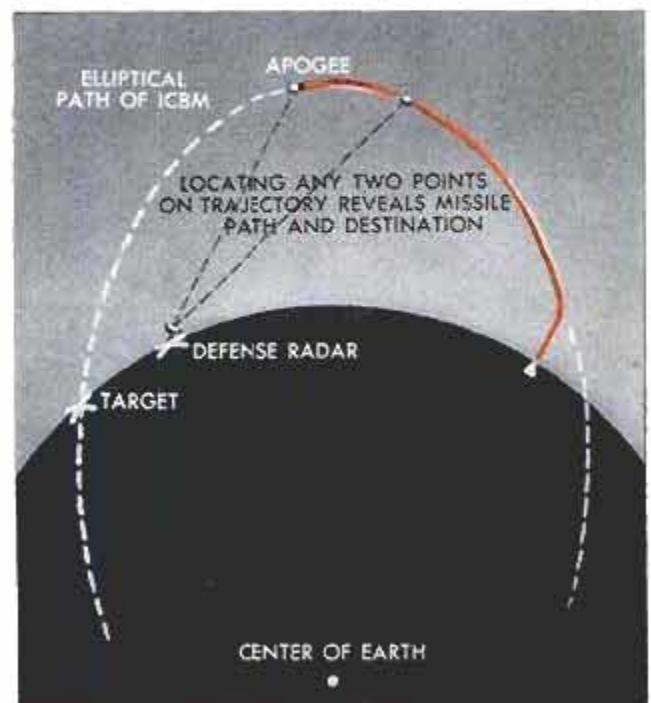 APOGEE
ELLIPTICAL
PATH OF ICBM
LOCATING ANY TWO POINTS
ON TRAJECTORY REVEALS MISSILE
PATH AND DESTINATION
DEFENSE RADAR
TARGET
CENTER OF EARTH